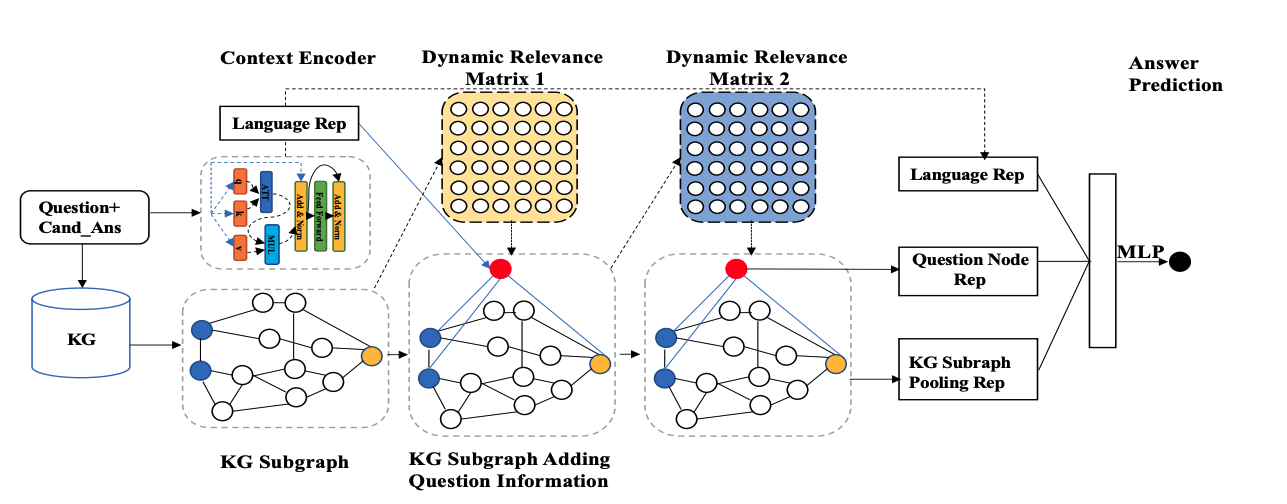 Context Encoder
Dynamic Relevance
Matrix 1
Dynamic Relevance
Matrix 2
Answer
Prediction
Language Rep
Question+
Cand_Ans
q
k
v
ATT
MUL
Add & Norm
Feed Forward
Add & Norm
KG
Language Rep
Question Node
Rep
KG Subraph
Pooling Rep
MLP
KG Subgraph
KG Subgraph Adding
Question Information